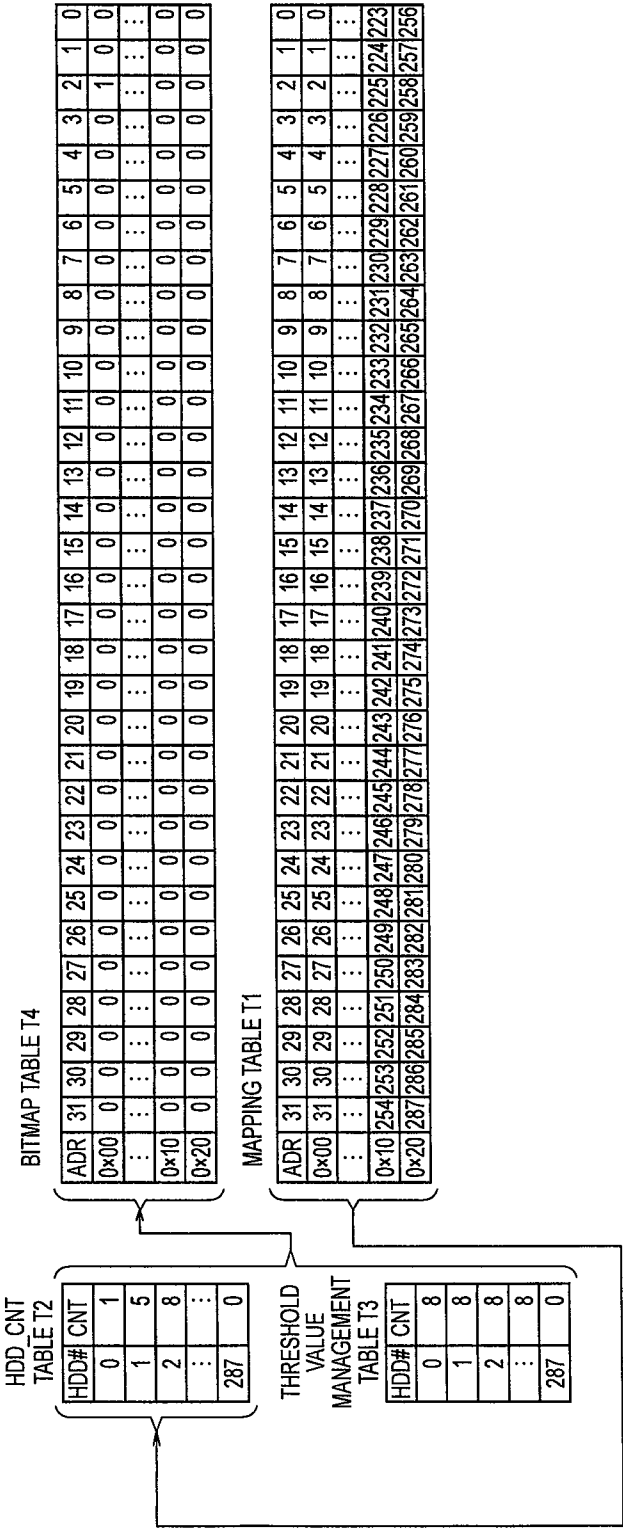 HDD_CNT
TABLE T2
HDD# CNT
0 1
1 5
2 8
⋮ ⋮
287 0
THRESHOLD
VALUE
MANAGEMENT
TABLE T3
HDD# CNT
0 8
1 8
2 8
⋮ 8
287 0
BITMAP TABLE T4
ADR 31 30 29 28 27 26 25 24 23 22 21 20 19 18 17 16 15 14 13 12 11 10 9 8 7 6 5 4 3 2 1 0
0×00 0 0 0 0 0 0 0 0 0 0 0 0 0 0 0 0 0 0 0 0 0 0 0 0 0 0 0 0 0 1 0 0
⋮ ⋮ ⋮ ⋮ ⋮ ⋮ ⋮ ⋮ ⋮ ⋮ ⋮ ⋮ ⋮ ⋮ ⋮ ⋮ ⋮ ⋮ ⋮ ⋮ ⋮ ⋮ ⋮ ⋮ ⋮ ⋮ ⋮ ⋮ ⋮ ⋮ ⋮ ⋮ ⋮
0×10 0 0 0 0 0 0 0 0 0 0 0 0 0 0 0 0 0 0 0 0 0 0 0 0 0 0 0 0 0 0 0 0
0×20 0 0 0 0 0 0 0 0 0 0 0 0 0 0 0 0 0 0 0 0 0 0 0 0 0 0 0 0 0 0 0 0
MAPPING TABLE T1
ADR 31 30 29 28 27 26 25 24 23 22 21 20 19 18 17 16 15 14 13 12 11 10 9 8 7 6 5 4 3 2 1 0
0×00 31 30 29 28 27 26 25 24 23 22 21 20 19 18 17 16 15 14 13 12 11 10 9 8 7 6 5 4 3 2 1 0
⋮ ⋮ ⋮ ⋮ ⋮ ⋮ ⋮ ⋮ ⋮ ⋮ ⋮ ⋮ ⋮ ⋮ ⋮ ⋮ ⋮ ⋮ ⋮ ⋮ ⋮ ⋮ ⋮ ⋮ ⋮ ⋮ ⋮ ⋮ ⋮ ⋮ ⋮ ⋮ ⋮
0×10 254 253 252 251 250 249 248 247 246 245 244 243 242 241 240 239 238 237 236 235 234 233 232 231 230 229 228 227 226 225 224 223
0×20 287 286 285 284 283 282 281 280 279 278 277 276 275 274 273 272 271 270 269 268 267 266 265 264 263 262 261 260 259 258 257 256